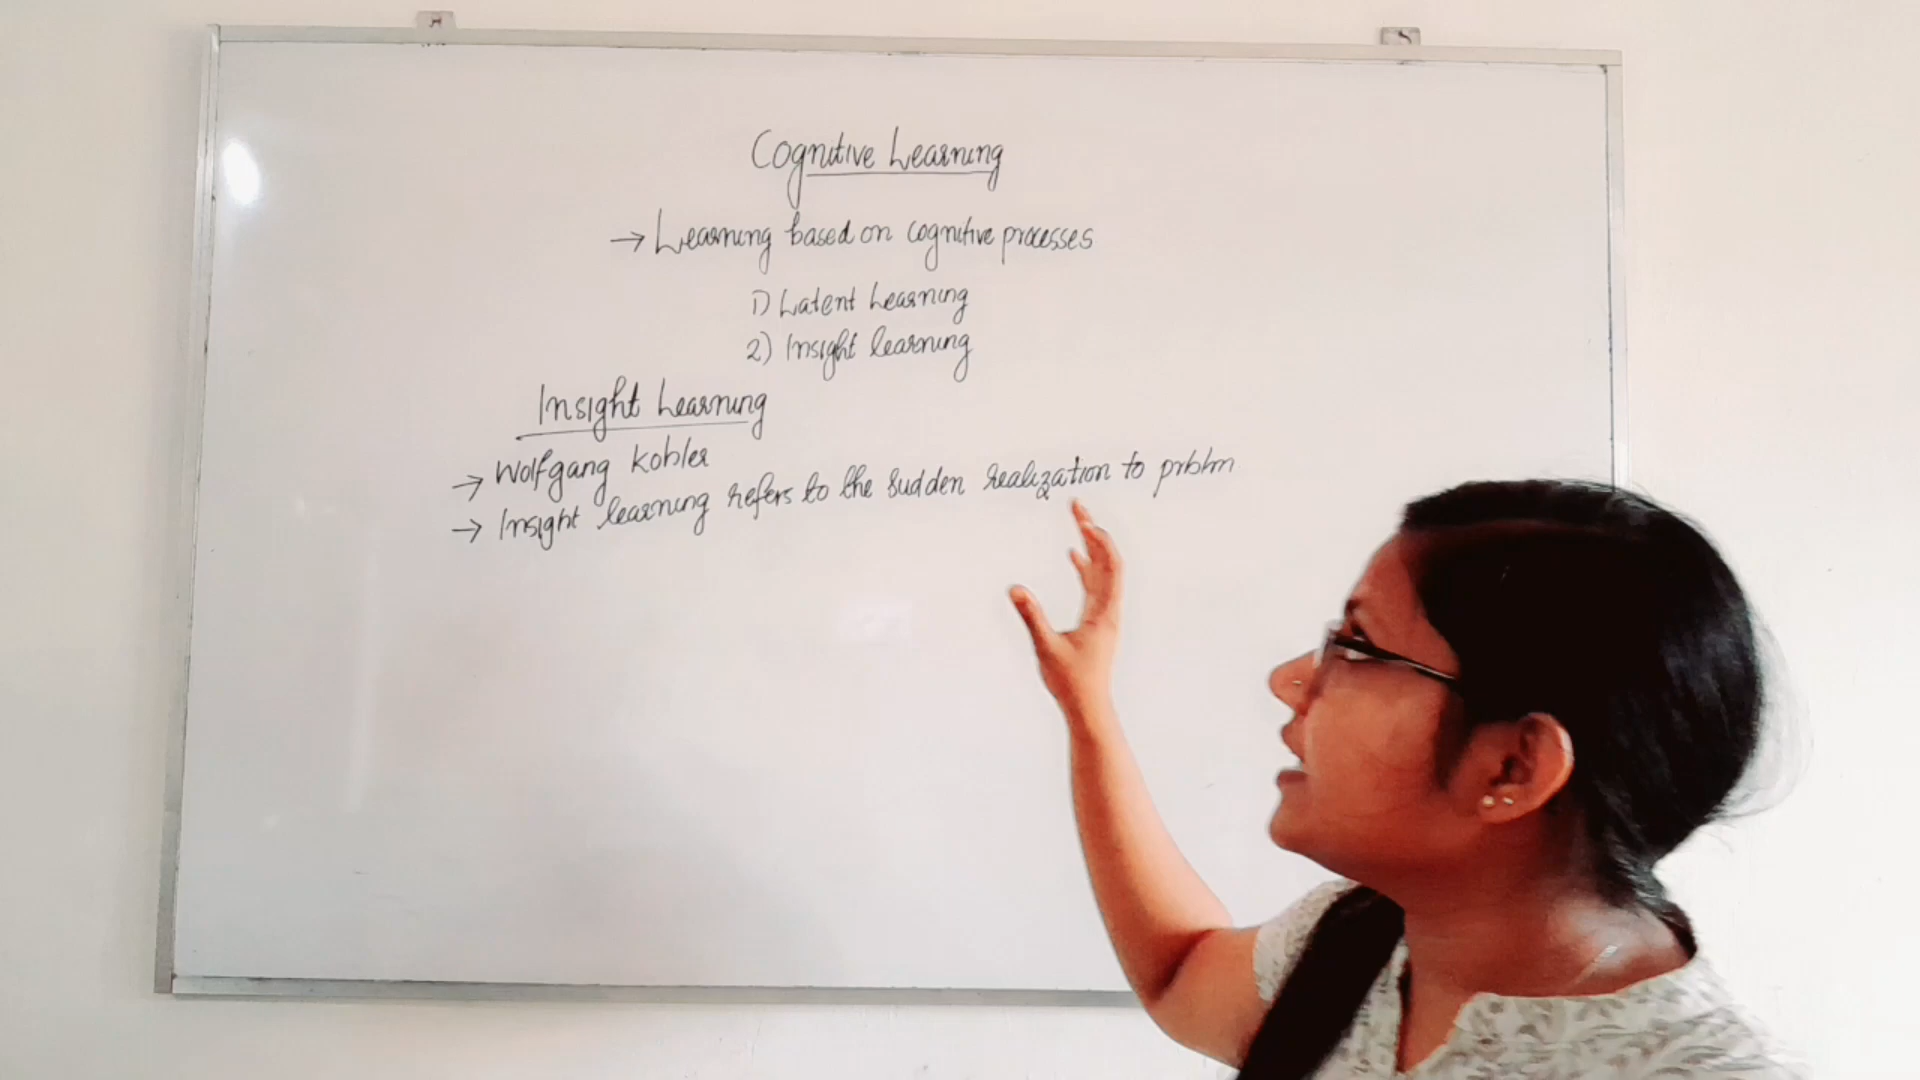 Cognitive Learning
→ Learning based on cognitive processes
1) Latent Learning
2) Insight learning
Insight Learning
→ Wolfgang Kohler
→ Insight learning refers to the sudden realization to prblm